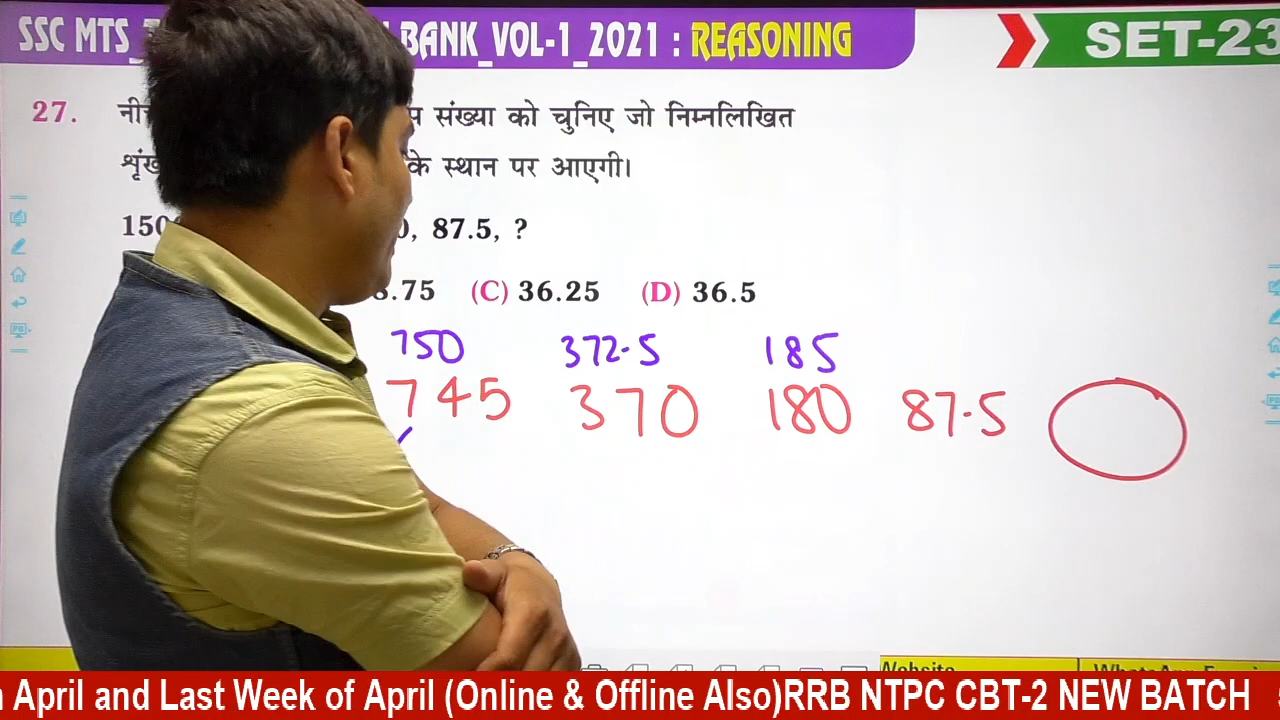 SSC MTS BANK_VOL-1_2021 : REASONING
SET-23
27. संख्या को चुनिए जो निम्नलिखित
के स्थान पर आएगी।
150 0, 87.5, ?
8.75 (C) 36.25 (D) 36.5
750 372.5 185
745 370 180 87.5
April and Last Week of April (Online & Offline Also)RRB NTPC CBT-2 NEW BATCH